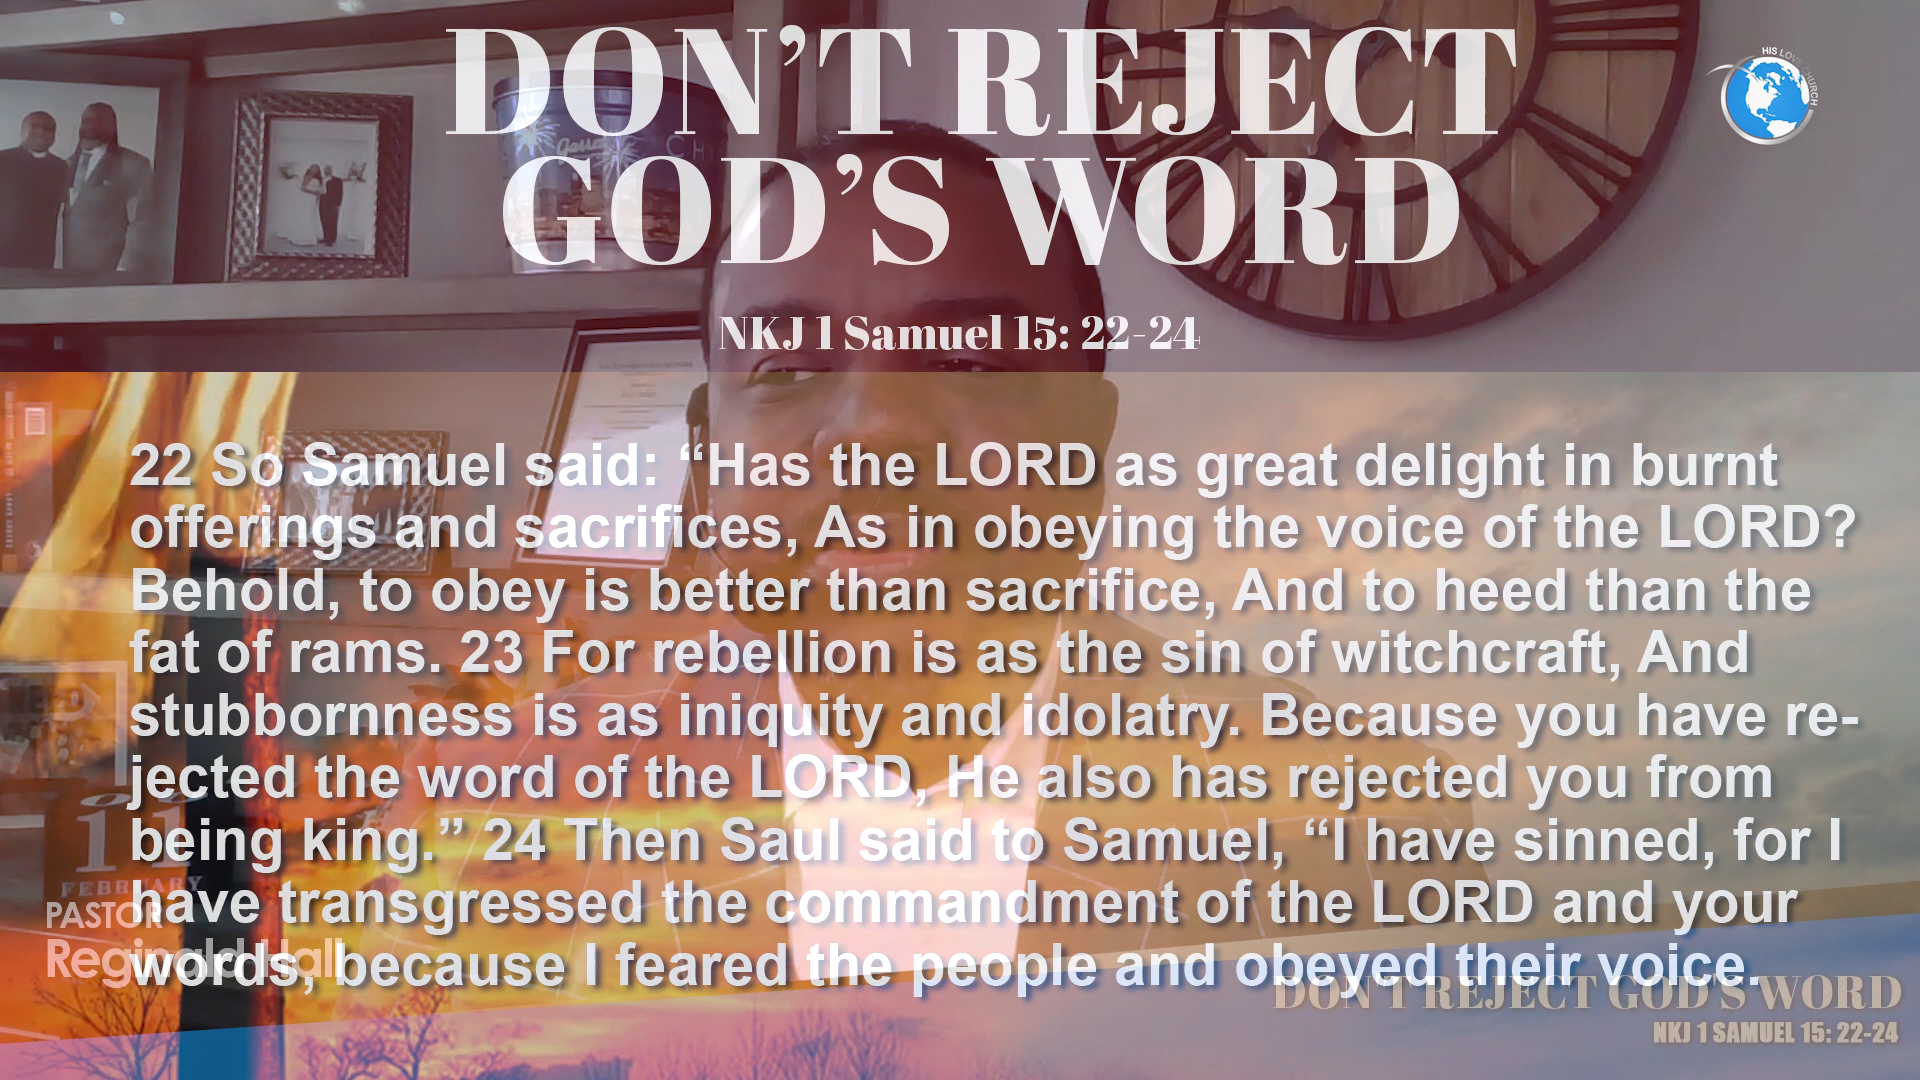 DON’T REJECT
GOD’S WORD
HIS LOVE CHURCH
NKJ 1 Samuel 15: 22-24
22 So Samuel said: “Has the LORD as great delight in burnt
offerings and sacrifices, As in obeying the voice of the LORD?
Behold, to obey is better than sacrifice, And to heed than the
fat of rams. 23 For rebellion is as the sin of witchcraft, And
stubbornness is as iniquity and idolatry. Because you have re-
jected the word of the LORD, He also has rejected you from
being king.” 24 Then Saul said to Samuel, “I have sinned, for I
have transgressed the commandment of the LORD and your
words, because I feared the people and obeyed their voice.
11
FEBRUARY
PASTOR
Reginald Hall
DON’T REJECT GOD’S WORD
NKJ 1 SAMUEL 15: 22-24